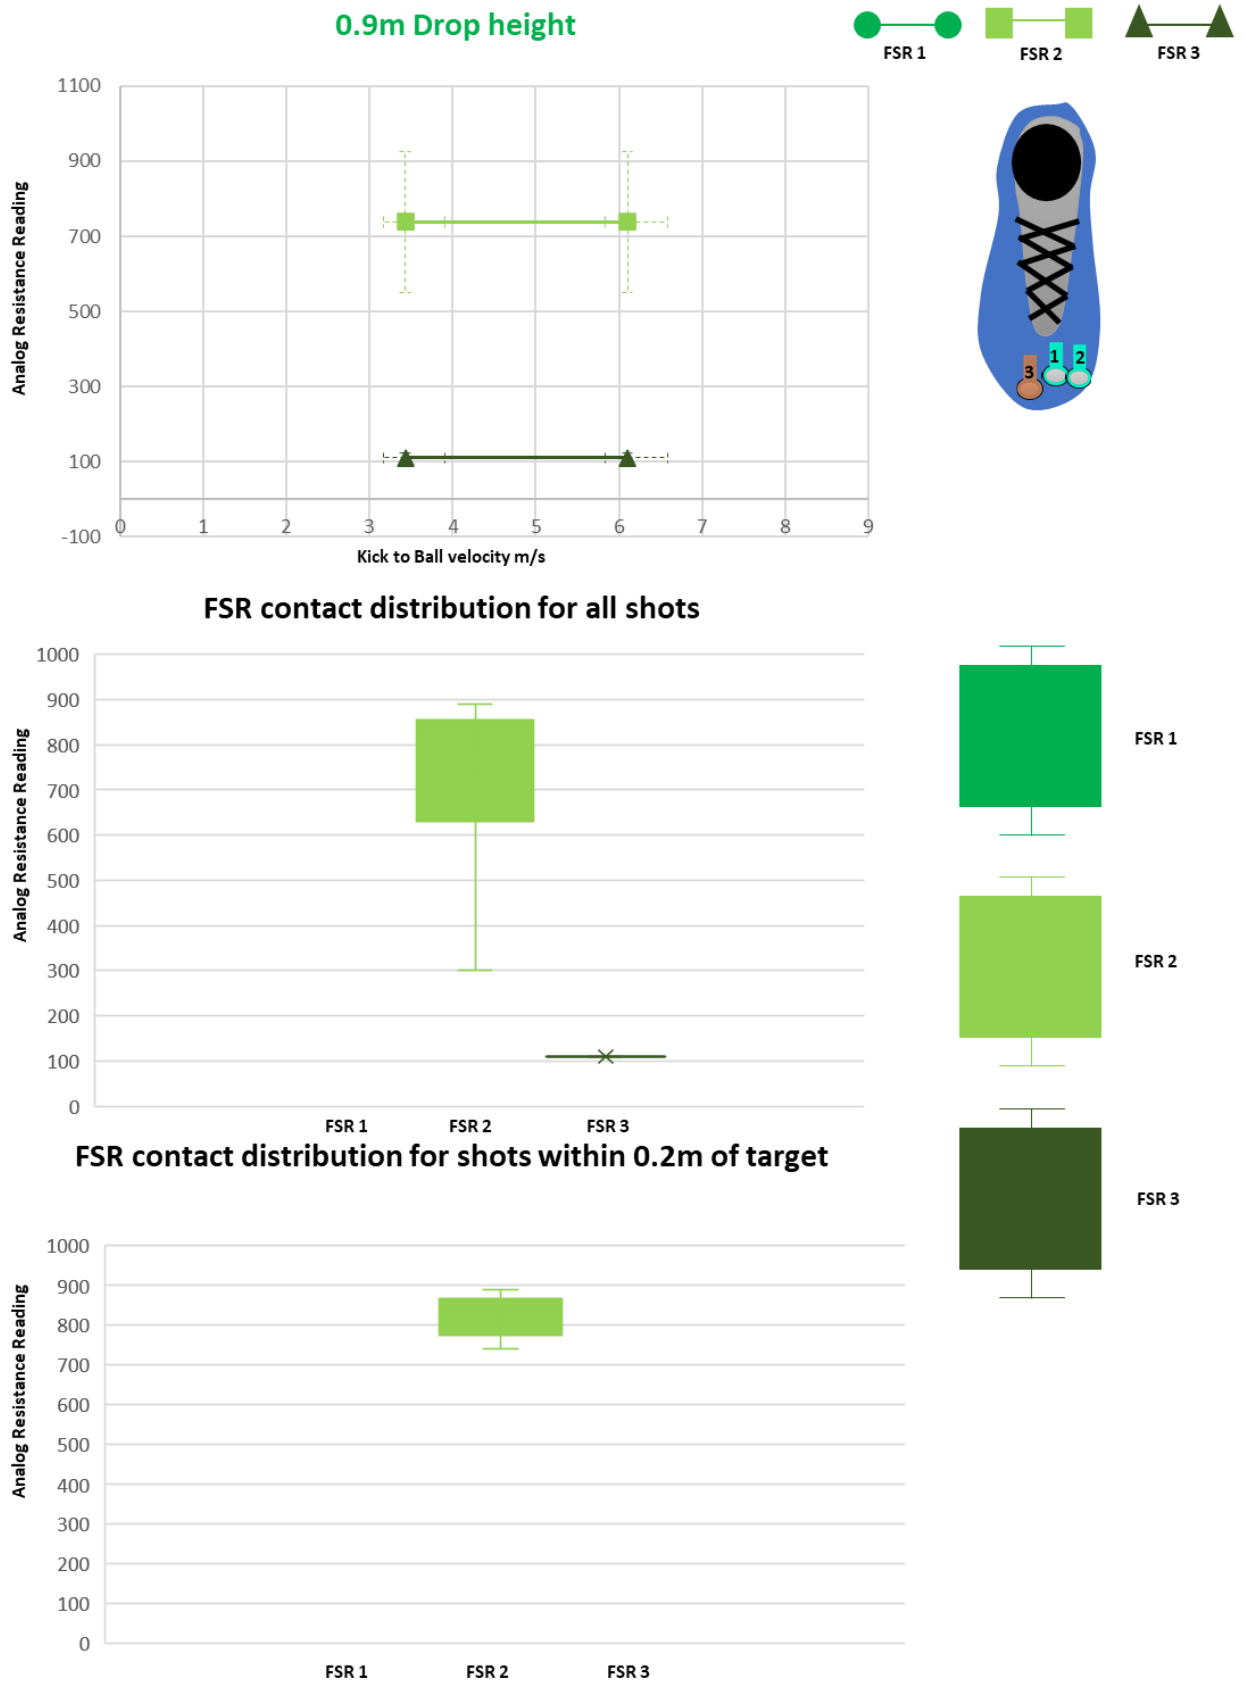 0.9m Drop height
FSR 1
FSR 2
FSR 3
1100
900
700
500
300
100
-100
Analog Resistance Reading
0 1 2 3 4 5 6 7 8 9
Kick to Ball velocity m/s
1
2
3
FSR contact distribution for all shots
1000
900
800
700
600
500
400
300
200
100
0
Analog Resistance Reading
FSR 1 FSR 2 FSR 3
FSR 1
FSR 2
FSR 3
FSR contact distribution for shots within 0.2m of target
1000
900
800
700
600
500
400
300
200
100
0
Analog Resistance Reading
FSR 1 FSR 2 FSR 3